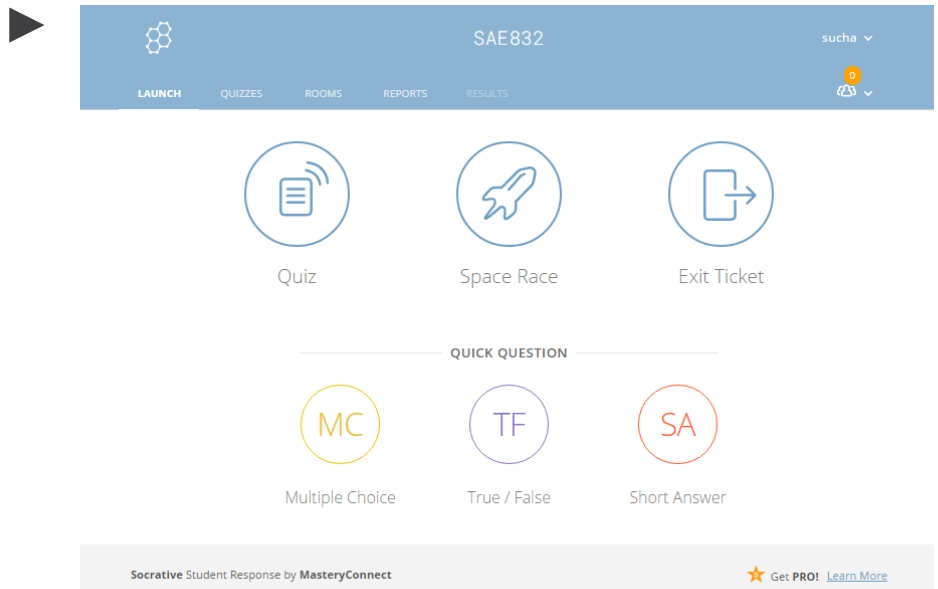 SAE832
sucha
0
LAUNCH QUIZZES ROOMS REPORTS RESULTS
Quiz Space Race Exit Ticket
QUICK QUESTION
MC TF SA
Multiple Choice True / False Short Answer
Socrative Student Response by MasteryConnect Get PRO! Learn More